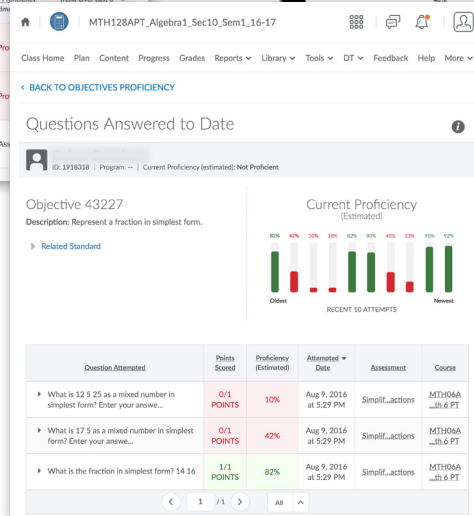 MTH128APT_Algebra1_Sec10_Sem1_16-17
Class Home Plan Content Progress Grades Reports Library Tools DT Feedback Help More
BACK TO OBJECTIVES PROFICIENCY
Questions Answered to Date
ID: 1918318 | Program: -- | Current Proficiency (estimated): Not Proficient
Objective 43227
Description: Represent a fraction in simplest form.
Related Standard
Current Proficiency
(Estimated)
82% 42% 10% 10% 82% 80% 40% 23% 90% 92%
Oldest Newest
RECENT 10 ATTEMPTS
Question Attempted Points Scored Proficiency (Estimated) Attempted Date Assessment Course
What is 12 5 25 as a mixed number in simplest form? Enter your answe... 0/1 POINTS 10% Aug 9, 2016 at 5:29 PM Simplif...actions MTH06A ...th 6 PT
What is 17 5 as a mixed number in simplest form? Enter your answe... 0/1 POINTS 42% Aug 9, 2016 at 5:29 PM Simplif...actions MTH06A ...th 6 PT
What is the fraction in simplest form? 14 16 1/1 POINTS 82% Aug 9, 2016 at 5:29 PM Simplif...actions MTH06A ...th 6 PT
1 / 1 All